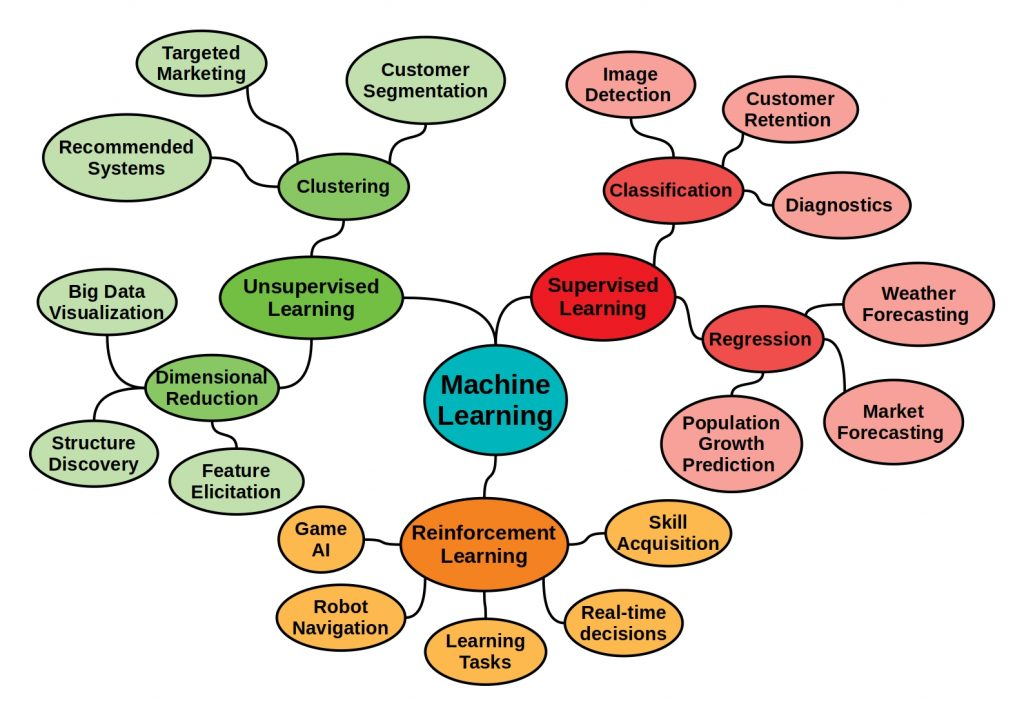 Targeted
Marketing
Customer
Segmentation
Recommended
Systems
Clustering
Unsupervised
Learning
Big Data
Visualization
Dimensional
Reduction
Structure
Discovery
Feature
Elicitation
Image
Detection
Customer
Retention
Classification
Diagnostics
Supervised
Learning
Weather
Forecasting
Regression
Population
Growth
Prediction
Market
Forecasting
Machine
Learning
Reinforcement
Learning
Game
AI
Skill
Acquisition
Robot
Navigation
Learning
Tasks
Real-time
decisions